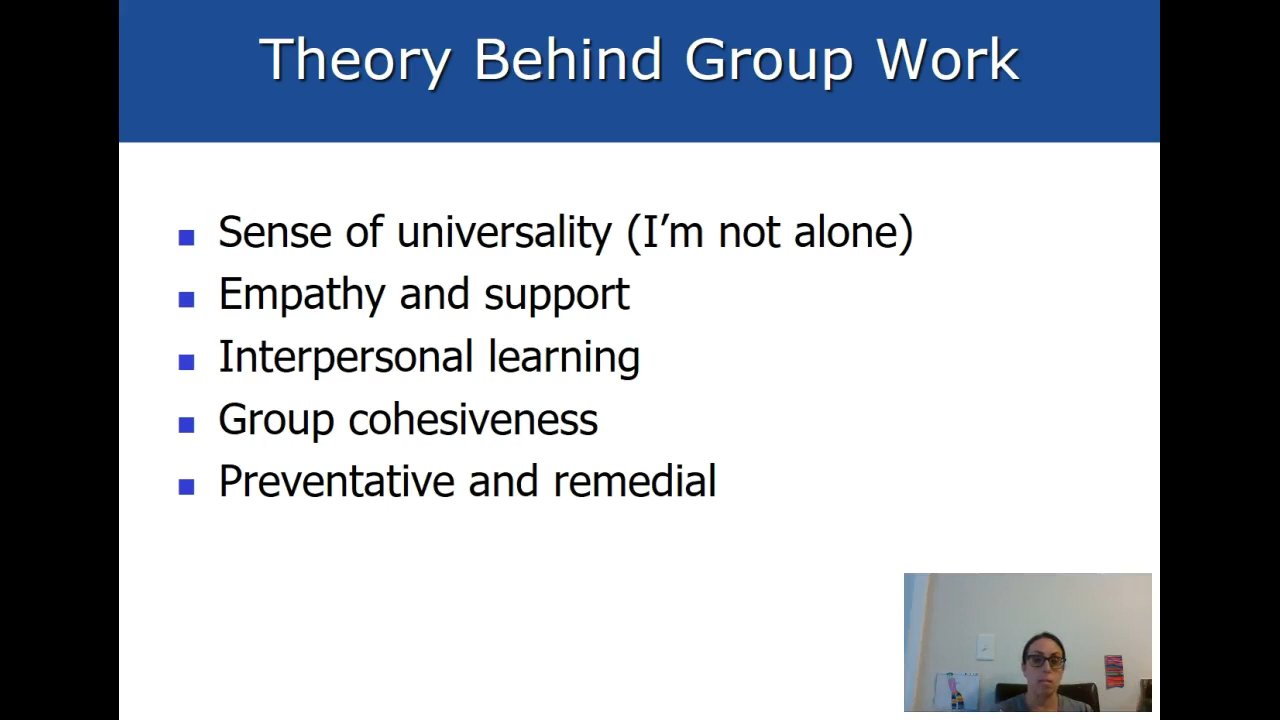 Theory Behind Group Work
Sense of universality (I’m not alone)
Empathy and support
Interpersonal learning
Group cohesiveness
Preventative and remedial